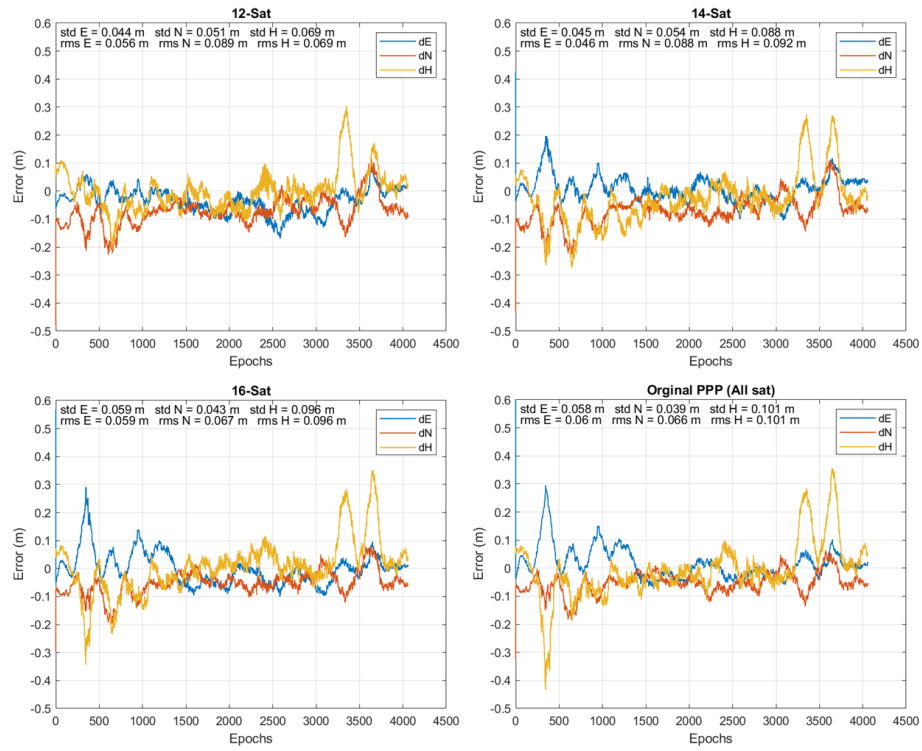 12-Sat
std E = 0.044 m std N = 0.051 m std H = 0.069 m
rms E = 0.056 m rms N = 0.089 m rms H = 0.069 m
dE
dN
dH
0.6
0.5
0.4
0.3
0.2
0.1
0
-0.1
-0.2
-0.3
-0.4
-0.5
Error (m)
0 500 1000 1500 2000 2500 3000 3500 4000 4500
Epochs
14-Sat
std E = 0.045 m std N = 0.054 m std H = 0.088 m
rms E = 0.046 m rms N = 0.088 m rms H = 0.092 m
dE
dN
dH
0.6
0.5
0.4
0.3
0.2
0.1
0
-0.1
-0.2
-0.3
-0.4
-0.5
Error (m)
0 500 1000 1500 2000 2500 3000 3500 4000 4500
Epochs
16-Sat
std E = 0.059 m std N = 0.043 m std H = 0.096 m
rms E = 0.059 m rms N = 0.067 m rms H = 0.096 m
dE
dN
dH
0.6
0.5
0.4
0.3
0.2
0.1
0
-0.1
-0.2
-0.3
-0.4
-0.5
Error (m)
0 500 1000 1500 2000 2500 3000 3500 4000 4500
Epochs
Orginal PPP (All sat)
std E = 0.058 m std N = 0.039 m std H = 0.101 m
rms E = 0.06 m rms N = 0.066 m rms H = 0.101 m
dE
dN
dH
0.6
0.5
0.4
0.3
0.2
0.1
0
-0.1
-0.2
-0.3
-0.4
-0.5
Error (m)
0 500 1000 1500 2000 2500 3000 3500 4000 4500
Epochs